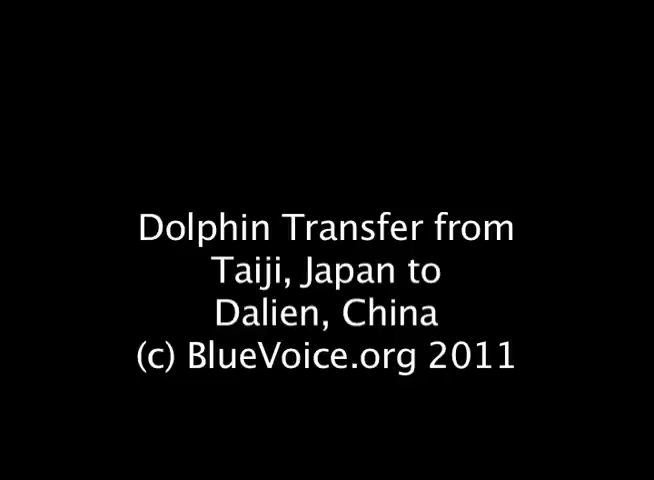 Dolphin Transfer from
Taiji, Japan to
Dalien, China
(c) BlueVoice.org 2011